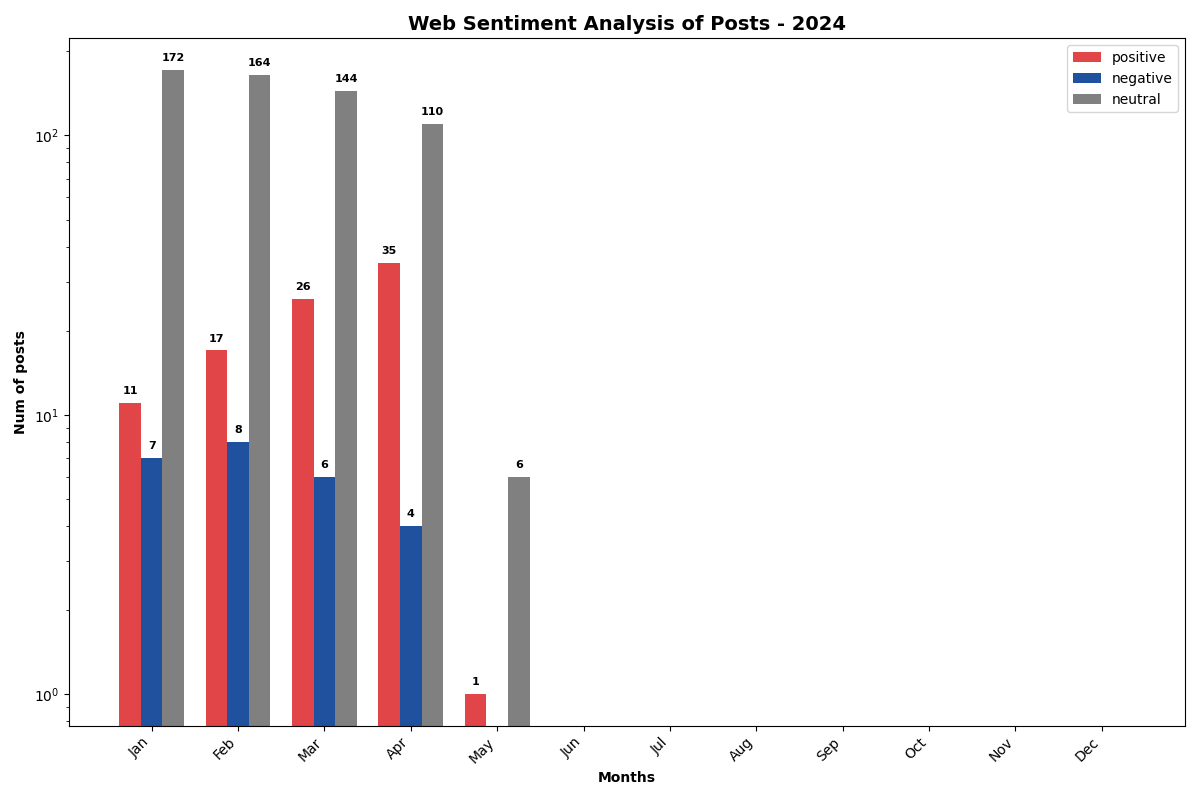 Web Sentiment Analysis of Posts - 2024
positive
negative
neutral
172
164
144
110
35
26
17
11
7
8
6
4
1
6
10²
10¹
10⁰
Num of posts
Jan
Feb
Mar
Apr
May
Jun
Jul
Aug
Sep
Oct
Nov
Dec
Months